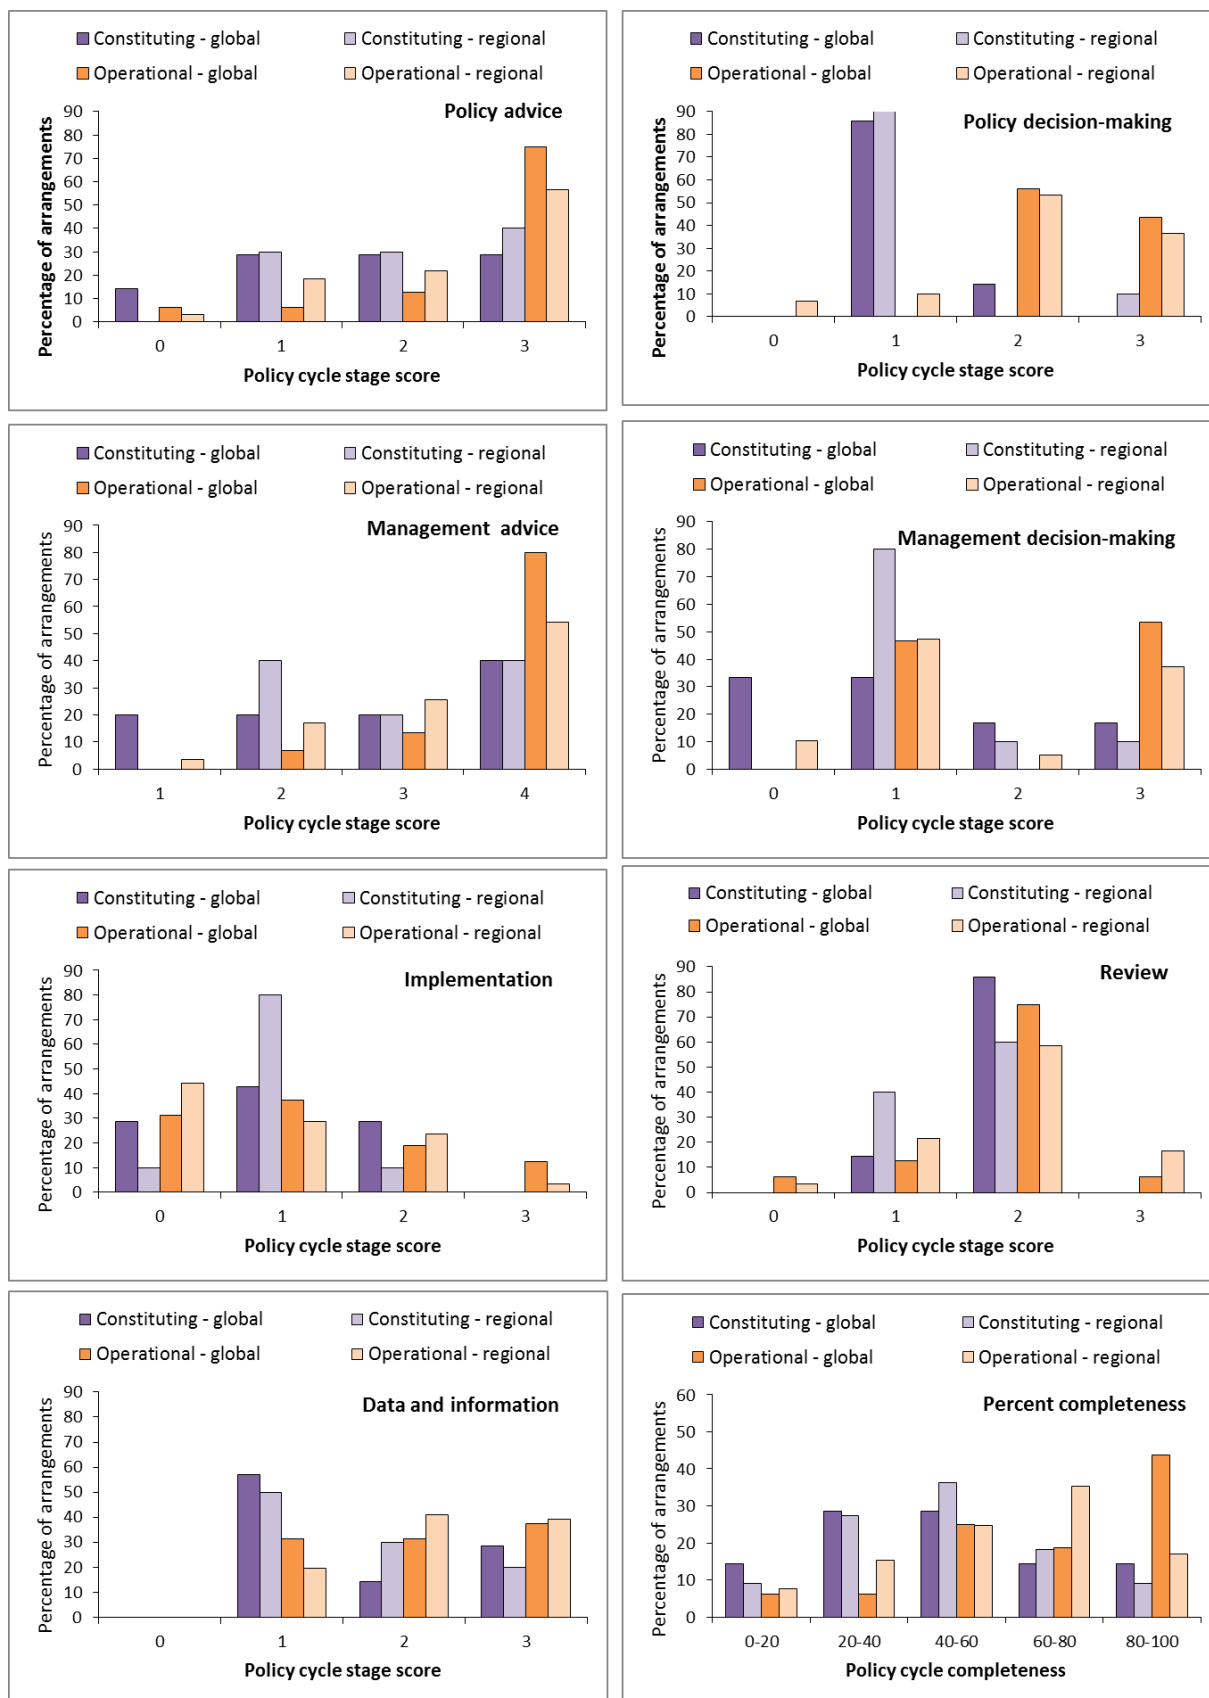 Constituting - global Constituting - regional
Operational - global Operational - regional
Policy advice
Percentage of arrangements
90
80
70
60
50
40
30
20
10
0
0 1 2 3
Policy cycle stage score
Constituting - global Constituting - regional
Operational - global Operational - regional
Policy decision-making
Percentage of arrangements
90
80
70
60
50
40
30
20
10
0
0 1 2 3
Policy cycle stage score
Constituting - global Constituting - regional
Operational - global Operational - regional
Management advice
Percentage of arrangements
90
80
70
60
50
40
30
20
10
0
1 2 3 4
Policy cycle stage score
Constituting - global Constituting - regional
Operational - global Operational - regional
Management decision-making
Percentage of arrangements
90
80
70
60
50
40
30
20
10
0
0 1 2 3
Policy cycle stage score
Constituting - global Constituting - regional
Operational - global Operational - regional
Implementation
Percentage of arrangements
90
80
70
60
50
40
30
20
10
0
0 1 2 3
Policy cycle stage score
Constituting - global Constituting - regional
Operational - global Operational - regional
Review
Percentage of arrangements
90
80
70
60
50
40
30
20
10
0
0 1 2 3
Policy cycle stage score
Constituting - global Constituting - regional
Operational - global Operational - regional
Data and information
Percentage of arrangements
90
80
70
60
50
40
30
20
10
0
0 1 2 3
Policy cycle stage score
Constituting - global Constituting - regional
Operational - global Operational - regional
Percent completeness
Percentage of arrangements
60
50
40
30
20
10
0
0-20 20-40 40-60 60-80 80-100
Policy cycle completeness